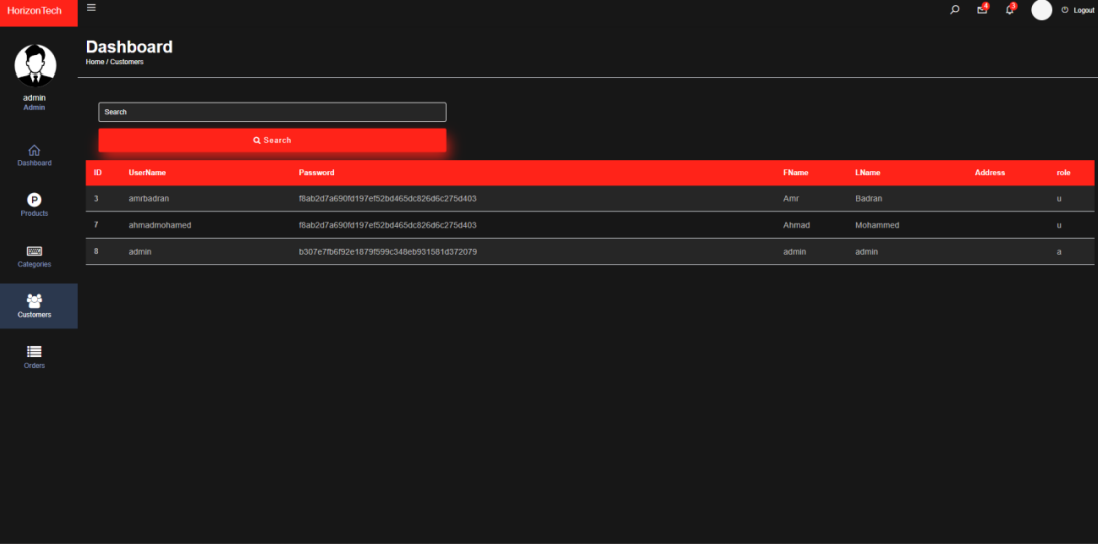 HorizonTech
4 3 Logout
admin
Admin
Dashboard
Products
Categories
Customers
Orders
Dashboard
Home / Customers
Search
Search
ID UserName Password FName LName Address role
3 amrbadran f8ab2d7a690fd197ef52bd465dc826d6c275d403 Amr Badran u
7 ahmadmohamed f8ab2d7a690fd197ef52bd465dc826d6c275d403 Ahmad Mohammed u
8 admin b307e7fb6f92e1879f599c348eb931581d372079 admin admin a